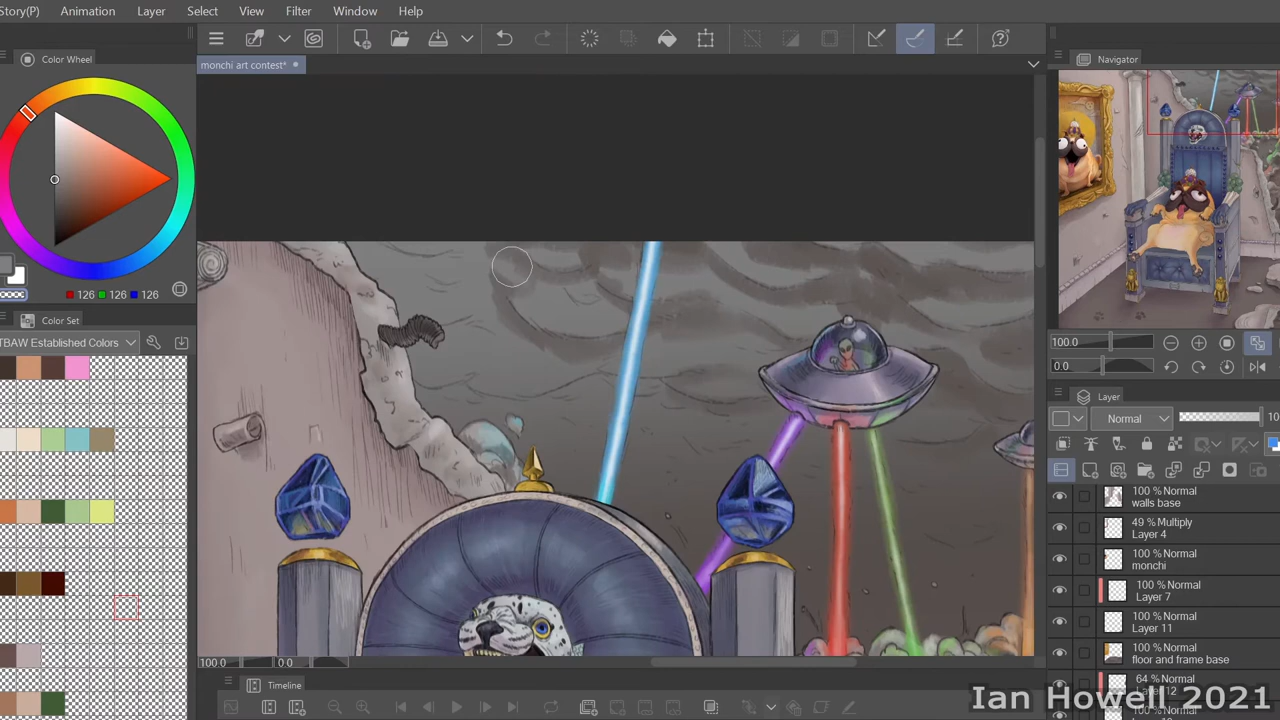 Story(P) Animation Layer Select View Filter Window Help
Color Wheel
monchi art contest*
Navigator
126 126 126
Color Set
TBAW Established Colors
100.0
0.0
Layer
Normal 10
100 %Normal
walls base
49 %Multiply
Layer 4
100 %Normal
monchi
100 %Normal
Layer 7
100 %Normal
Layer 11
100 %Normal
floor and frame base
64 %Normal
100.0 0.0
Timeline
Ian Howell 2021